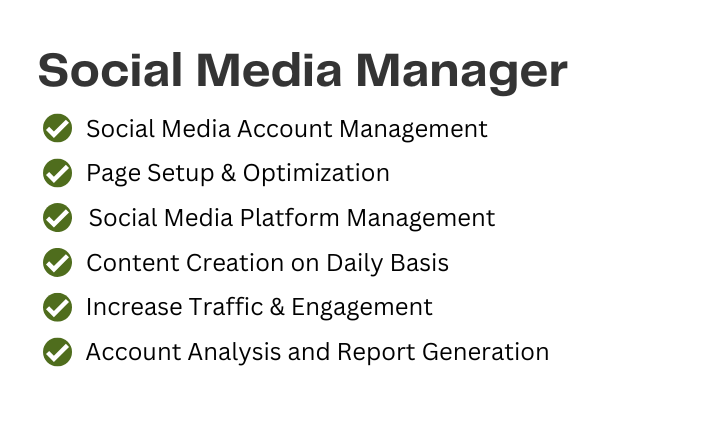 Social Media Manager
Social Media Account Management
Page Setup & Optimization
Social Media Platform Management
Content Creation on Daily Basis
Increase Traffic & Engagement
Account Analysis and Report Generation